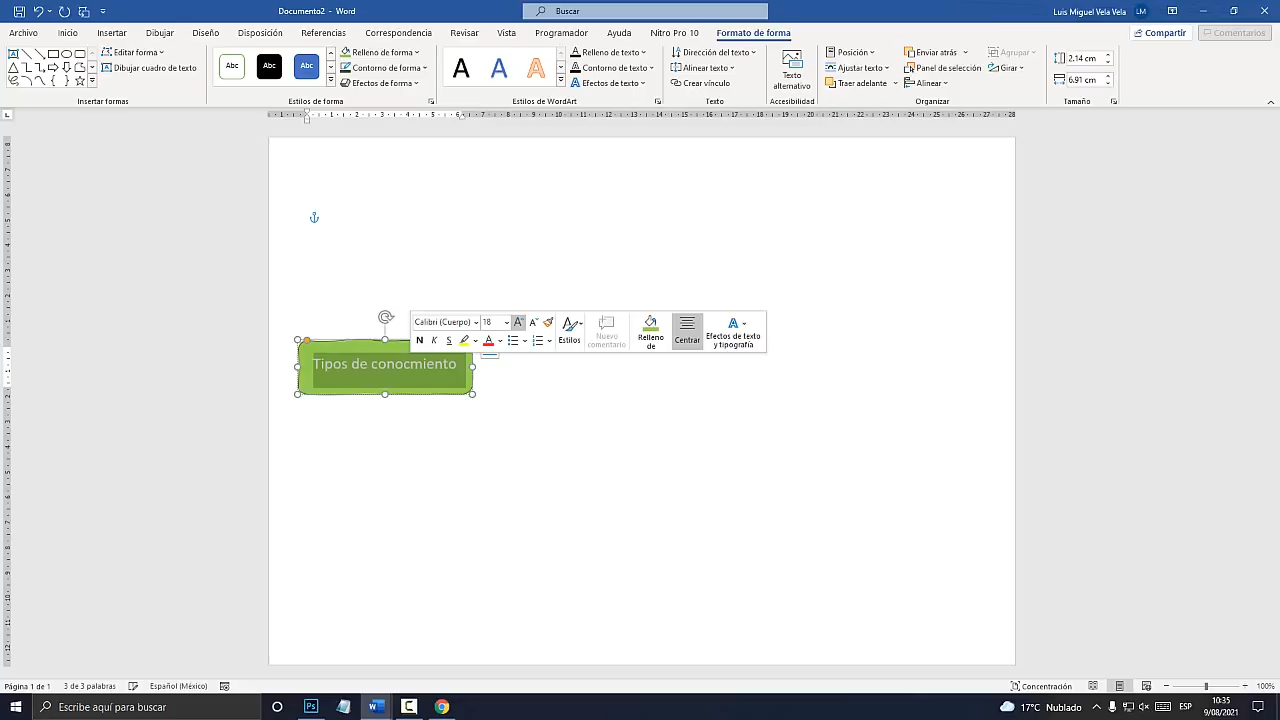 Documento2 - Word
Buscar
Luis Miguel Vela Vela
LM
Archivo Inicio Insertar Dibujar Diseño Disposición Referencias Correspondencia Revisar Vista Programador Ayuda Nitro Pro 10 Formato de forma
Compartir
Comentarios
Editar forma
Dibujar cuadro de texto
Insertar formas
Abc Abc Abc
Relleno de forma
Contorno de forma
Efectos de forma
Estilos de forma
A A A
Relleno de texto
Contorno de texto
Efectos de texto
Estilos de WordArt
Dirección del texto
Alinear texto
Crear vínculo
Texto
Texto alternativo
Accesibilidad
Posición
Ajustar texto
Traer adelante
Enviar atrás
Panel de selección
Alinear
Agrupar
Girar
Organizar
2.14 cm
6.91 cm
Tamaño
Calibri (Cuerpo) 18
N K S
Estilos
Nuevo comentario
Relleno de
Centrar
Efectos de texto y tipografía
Tipos de conocmiento
Página 1 de 1
3 de 3 palabras
Español (México)
Concentración
100%
Escribe aquí para buscar
17°C Nublado
ESP
10:35
9/08/2021